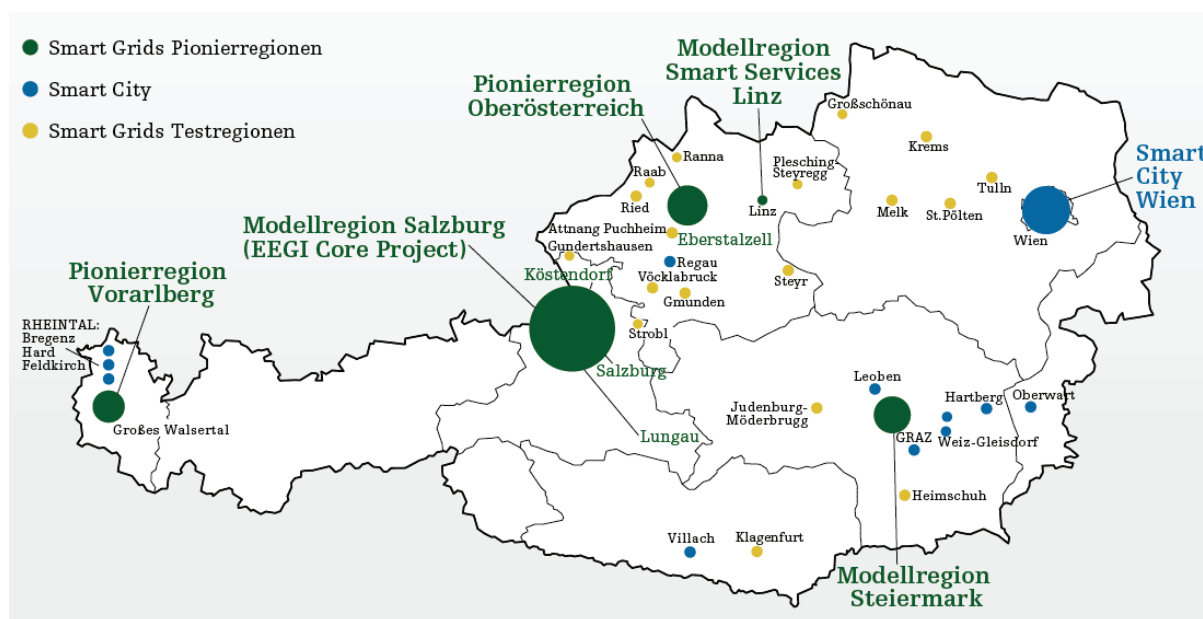 Smart Grids Pionierregionen
Smart City
Smart Grids Testregionen
Modellregion
Smart Services
Linz
Pionierregion
Oberösterreich
Großschönau
Krems
Ranna
Raab
Plesching-
Steyregg
Smart
City
Wien
Tulln
Ried
Linz
Melk
St.Pölten
Wien
Modellregion Salzburg
(EEGI Core Project)
Attnang Puchheim
Eberstalzell
Gundertshausen
Köstendorf
Regau
Vöcklabruck
Gmunden
Steyr
Pionierregion
Vorarlberg
RHEINTAL:
Bregenz
Hard
Feldkirch
Strobl
Salzburg
Leoben
Hartberg
Oberwart
Judenburg-
Möderbrugg
Großes Walsertal
Lungau
GRAZ
Weiz-Gleisdorf
Heimschuh
Villach
Klagenfurt
Modellregion
Steiermark